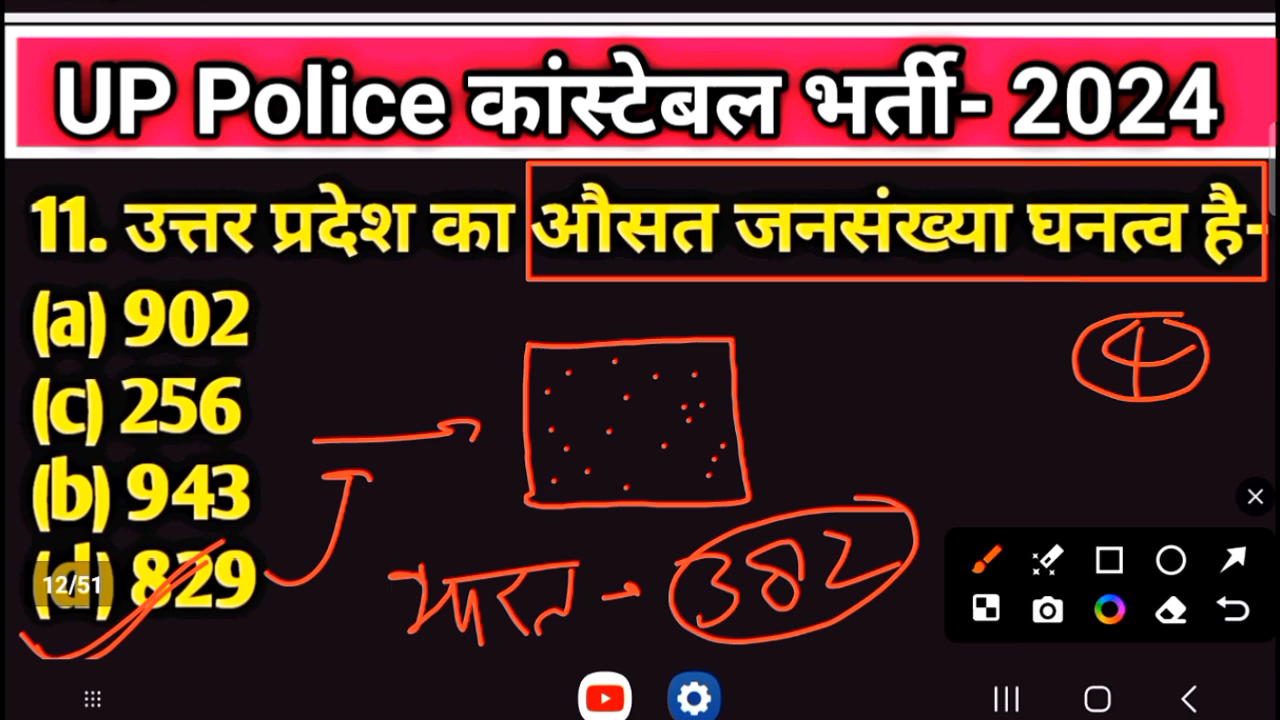 UP Police कांस्टेबल भर्ती- 2024
11. उत्तर प्रदेश का औसत जनसंख्या घनत्व है-
(a) 902
(c) 256
(b) 943
(d) 829
12/51
4
भारत - 382